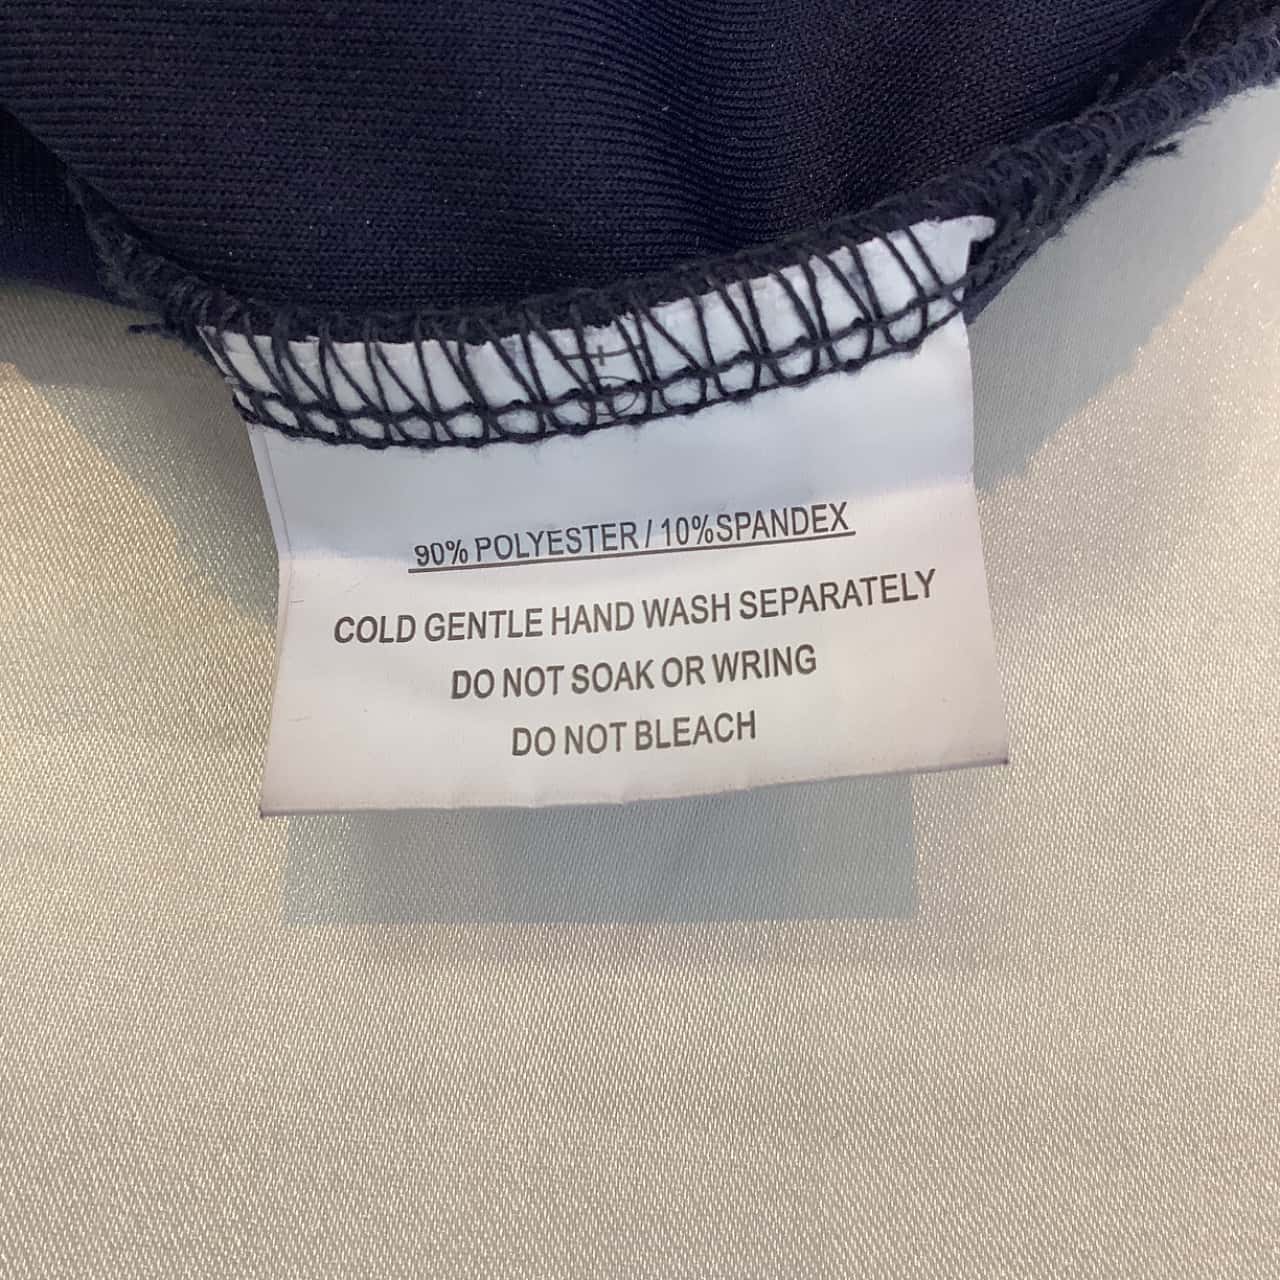 90% POLYESTER / 10%SPANDEX
COLD GENTLE HAND WASH SEPARATELY
DO NOT SOAK OR WRING
DO NOT BLEACH